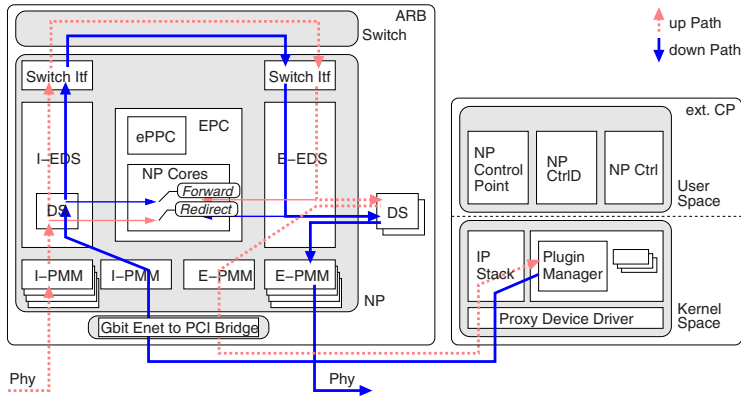 ARB
Switch
up Path
down Path
Switch Itf
Switch Itf
ext. CP
EPC
ePPC
I-EDS
E-EDS
NP Cores
Forward
Redirect
DS
DS
NP
Control
Point
NP
CtrlD
NP Ctrl
User
Space
I-PMM
I-PMM
E-PMM
E-PMM
NP
IP
Stack
Plugin
Manager
Gbit Enet to PCI Bridge
Proxy Device Driver
Kernel
Space
Phy
Phy